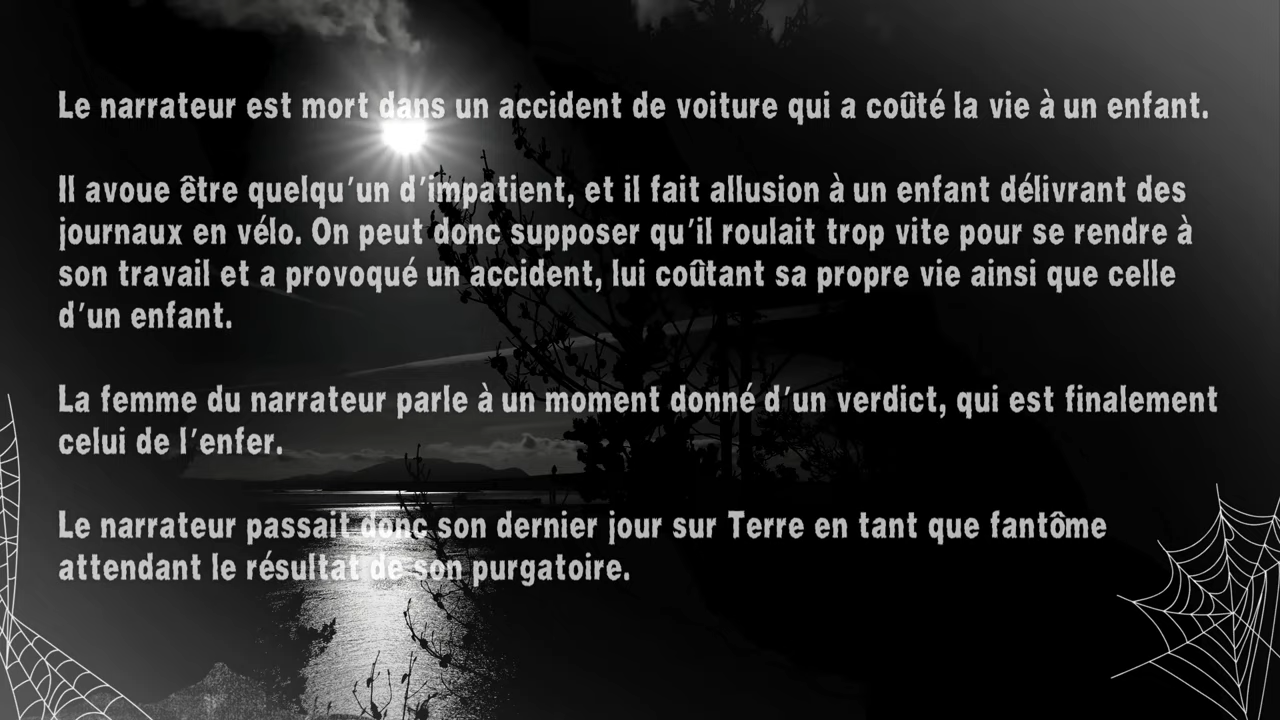 Le narrateur est mort dans un accident de voiture qui a coûté la vie à un enfant.
Il avoue être quelqu'un d'impatient, et il fait allusion à un enfant délivrant des
journaux en vélo. On peut donc supposer qu'il roulait trop vite pour se rendre à
son travail et a provoqué un accident, lui coûtant sa propre vie ainsi que celle
d'un enfant.
La femme du narrateur parle à un moment donné d'un verdict, qui est finalement
celui de l'enfer.
Le narrateur passait donc son dernier jour sur Terre en tant que fantôme
attendant le résultat de son purgatoire.